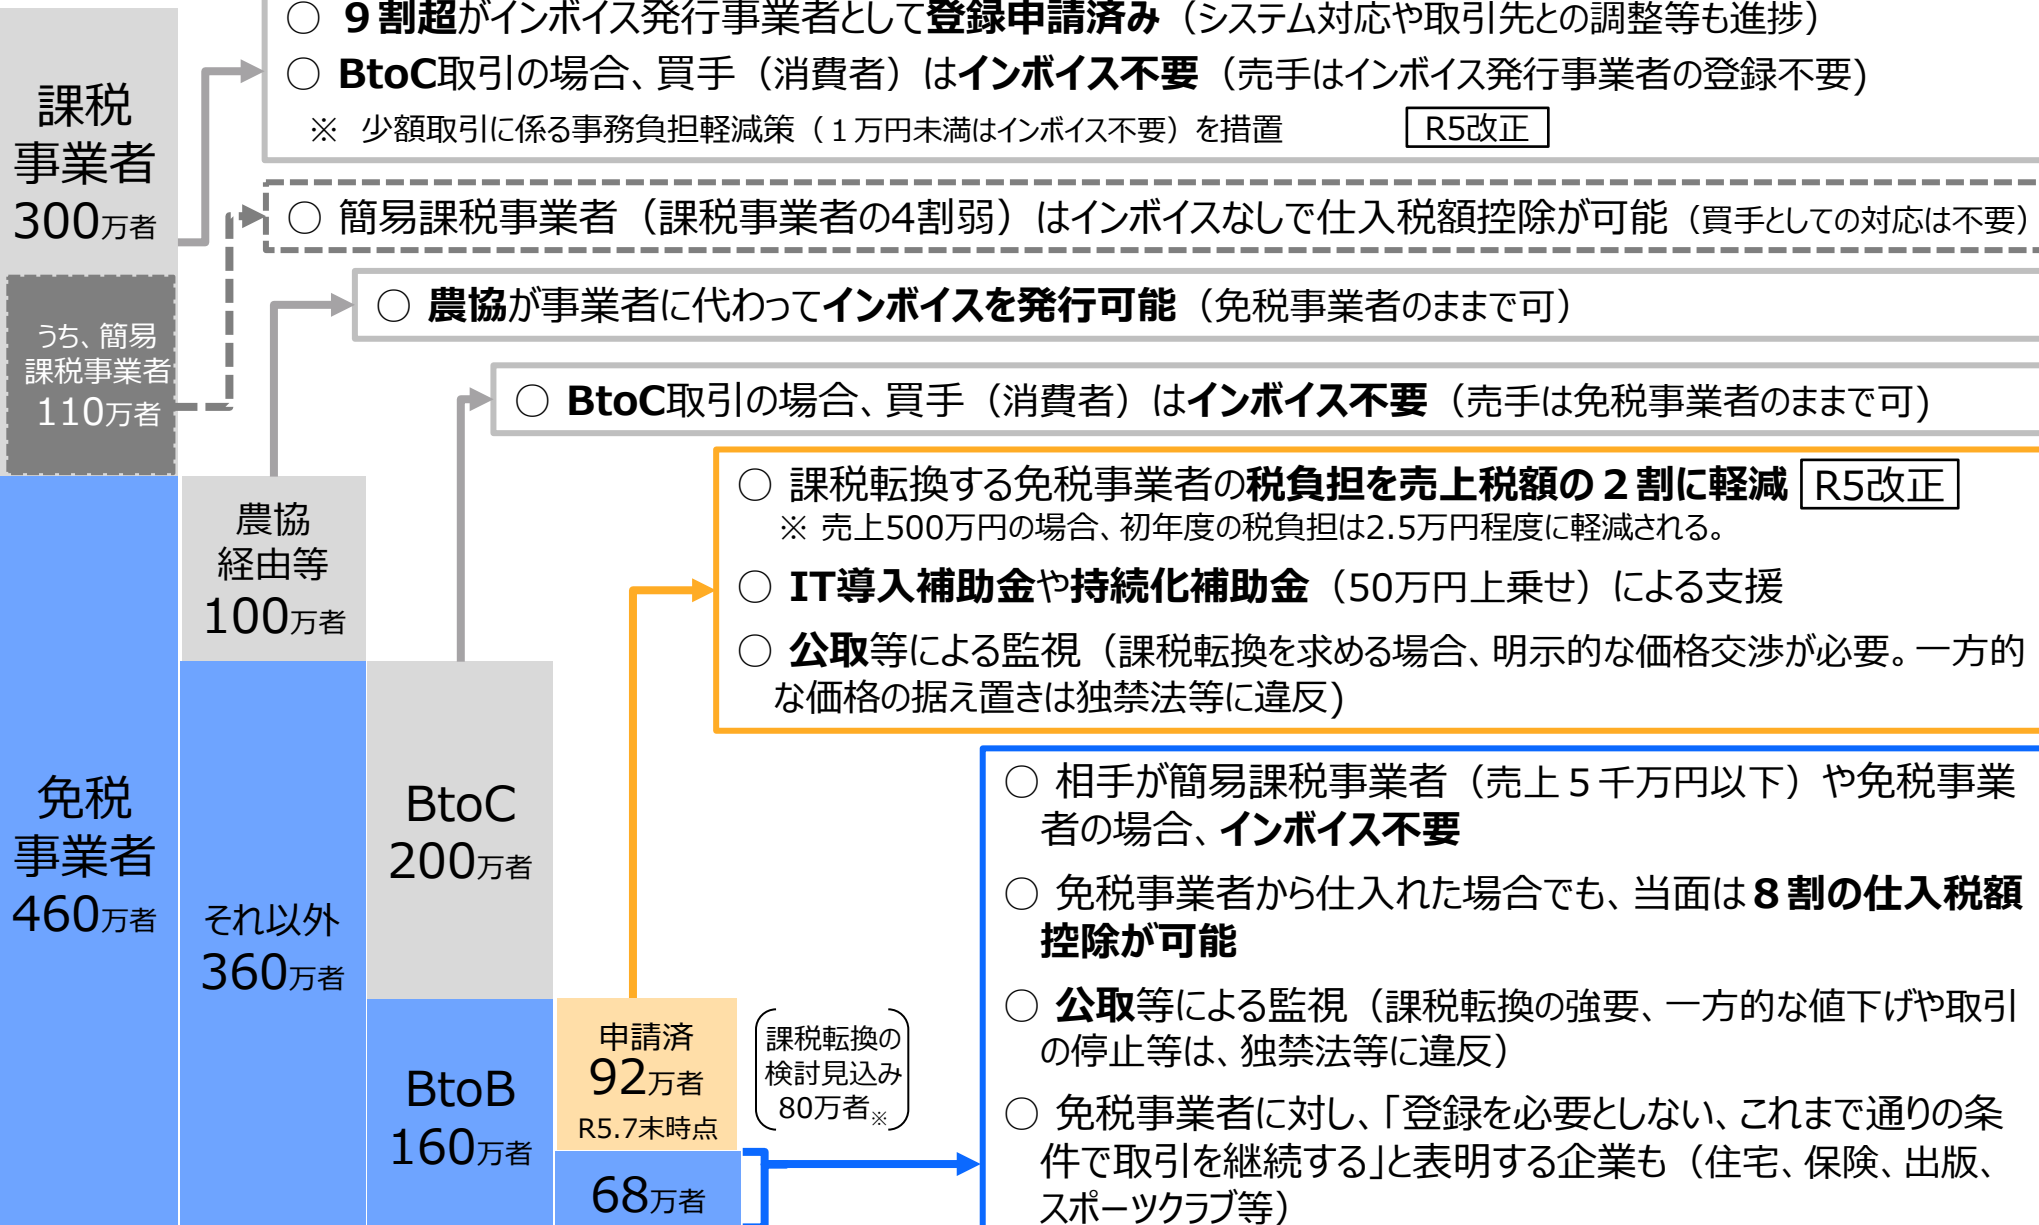 課税
事業者
300万者
うち、簡易
課税事業者
110万者
免税
事業者
460万者
農協
経由等
100万者
それ以外
360万者
BtoC
200万者
BtoB
160万者
申請済
92万者
R5.7末時点
68万者
課税転換の
検討見込み
80万者※
○ ９割超がインボイス発行事業者として登録申請済み（システム対応や取引先との調整等も進捗）
○ BtoC取引の場合、買手（消費者）はインボイス不要（売手はインボイス発行事業者の登録不要)
※ 少額取引に係る事務負担軽減策（１万円未満はインボイス不要）を措置 R5改正
○ 簡易課税事業者（課税事業者の4割弱）はインボイスなしで仕入税額控除が可能（買手としての対応は不要）
○ 農協が事業者に代わってインボイスを発行可能（免税事業者のままで可）
○ BtoC取引の場合、買手（消費者）はインボイス不要（売手は免税事業者のままで可)
○ 課税転換する免税事業者の税負担を売上税額の２割に軽減 R5改正
※ 売上500万円の場合、初年度の税負担は2.5万円程度に軽減される。
○ IT導入補助金や持続化補助金（50万円上乗せ）による支援
○ 公取等による監視（課税転換を求める場合、明示的な価格交渉が必要。一方的
な価格の据え置きは独禁法等に違反)
○ 相手が簡易課税事業者（売上５千万円以下）や免税事業
者の場合、インボイス不要
○ 免税事業者から仕入れた場合でも、当面は８割の仕入税額
控除が可能
○ 公取等による監視（課税転換の強要、一方的な値下げや取引
の停止等は、独禁法等に違反）
○ 免税事業者に対し、「登録を必要としない、これまで通りの条
件で取引を継続する」と表明する企業も（住宅、保険、出版、
スポーツクラブ等）